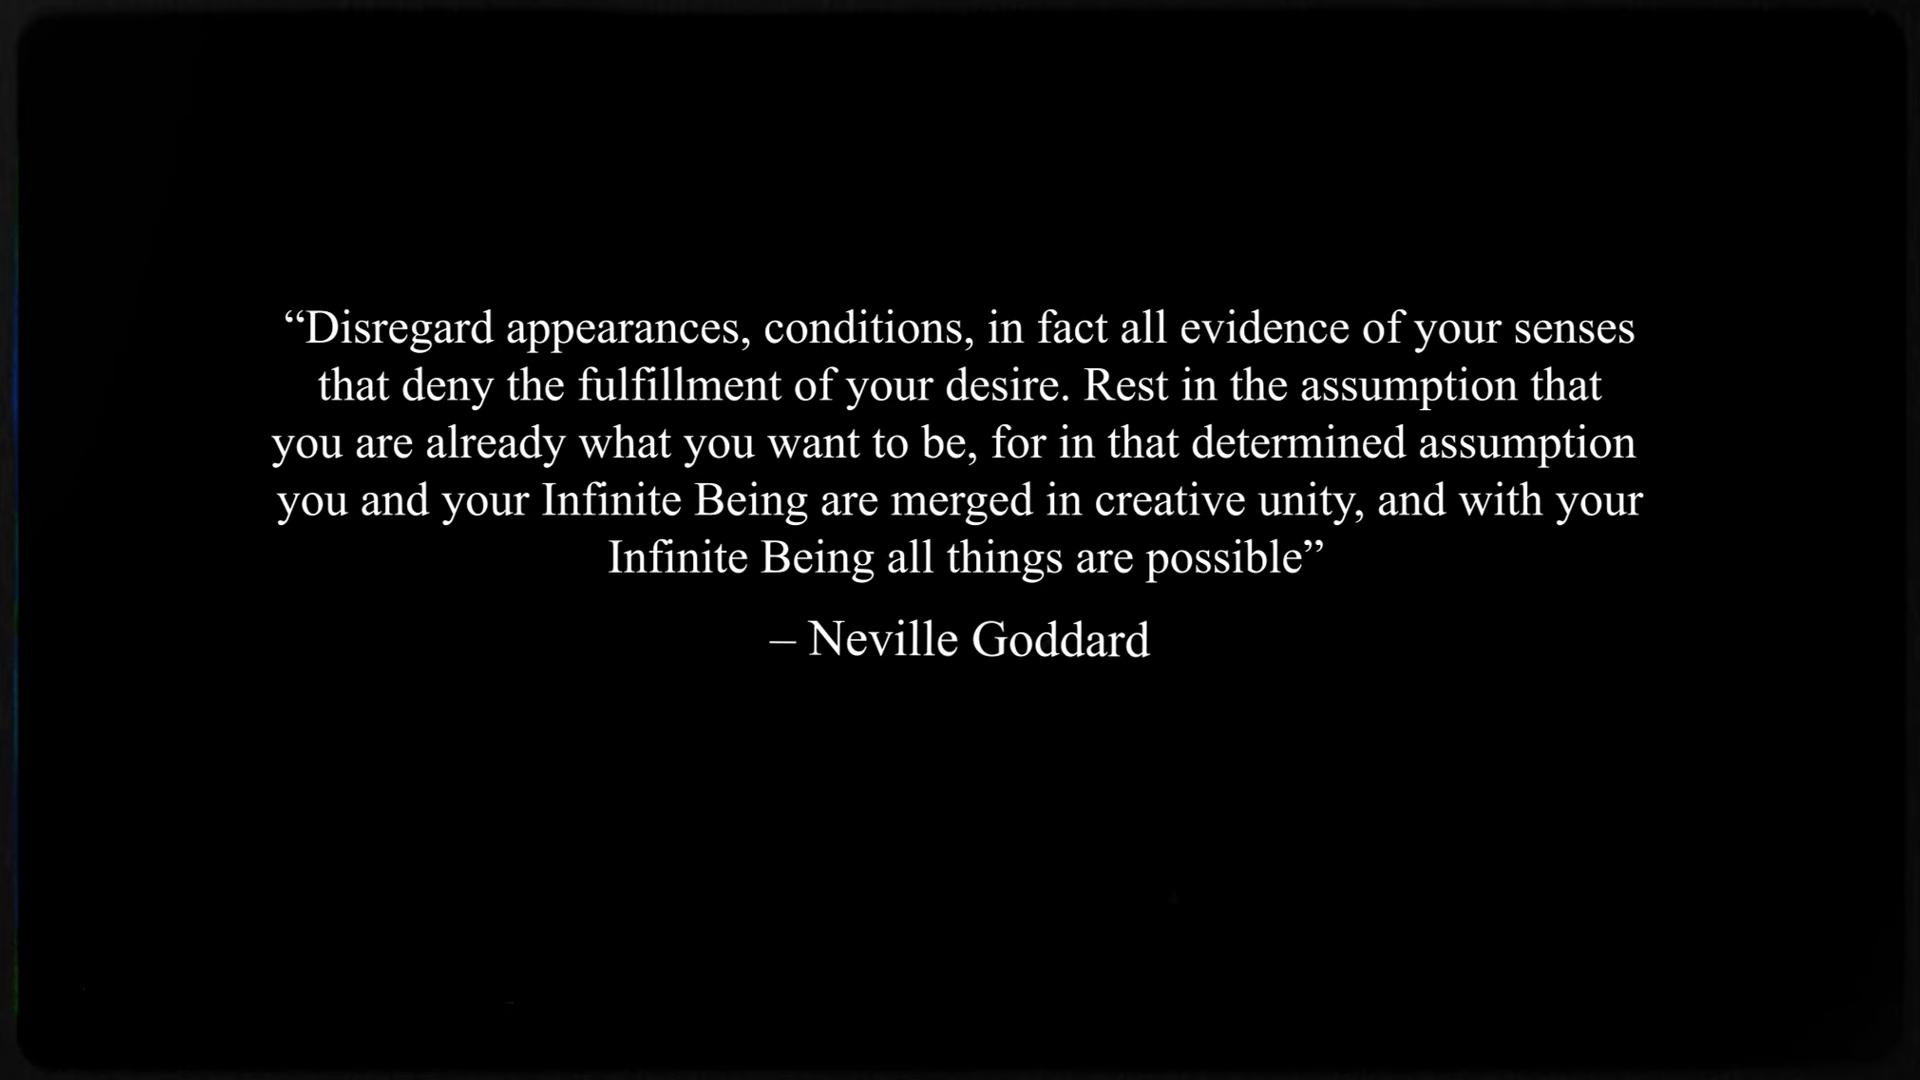 “Disregard appearances, conditions, in fact all evidence of your senses
that deny the fulfillment of your desire. Rest in the assumption that
you are already what you want to be, for in that determined assumption
you and your Infinite Being are merged in creative unity, and with your
Infinite Being all things are possible”
– Neville Goddard